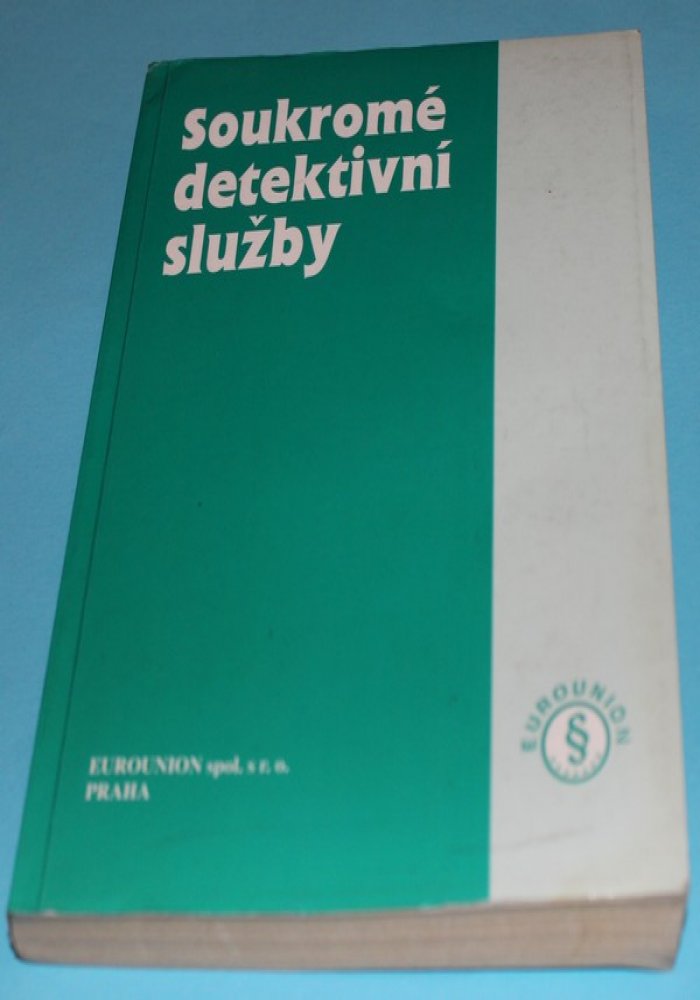 Soukromé
detektivní
služby
EUROUNION spol. s r. o.
PRAHA
EUROUNION
§